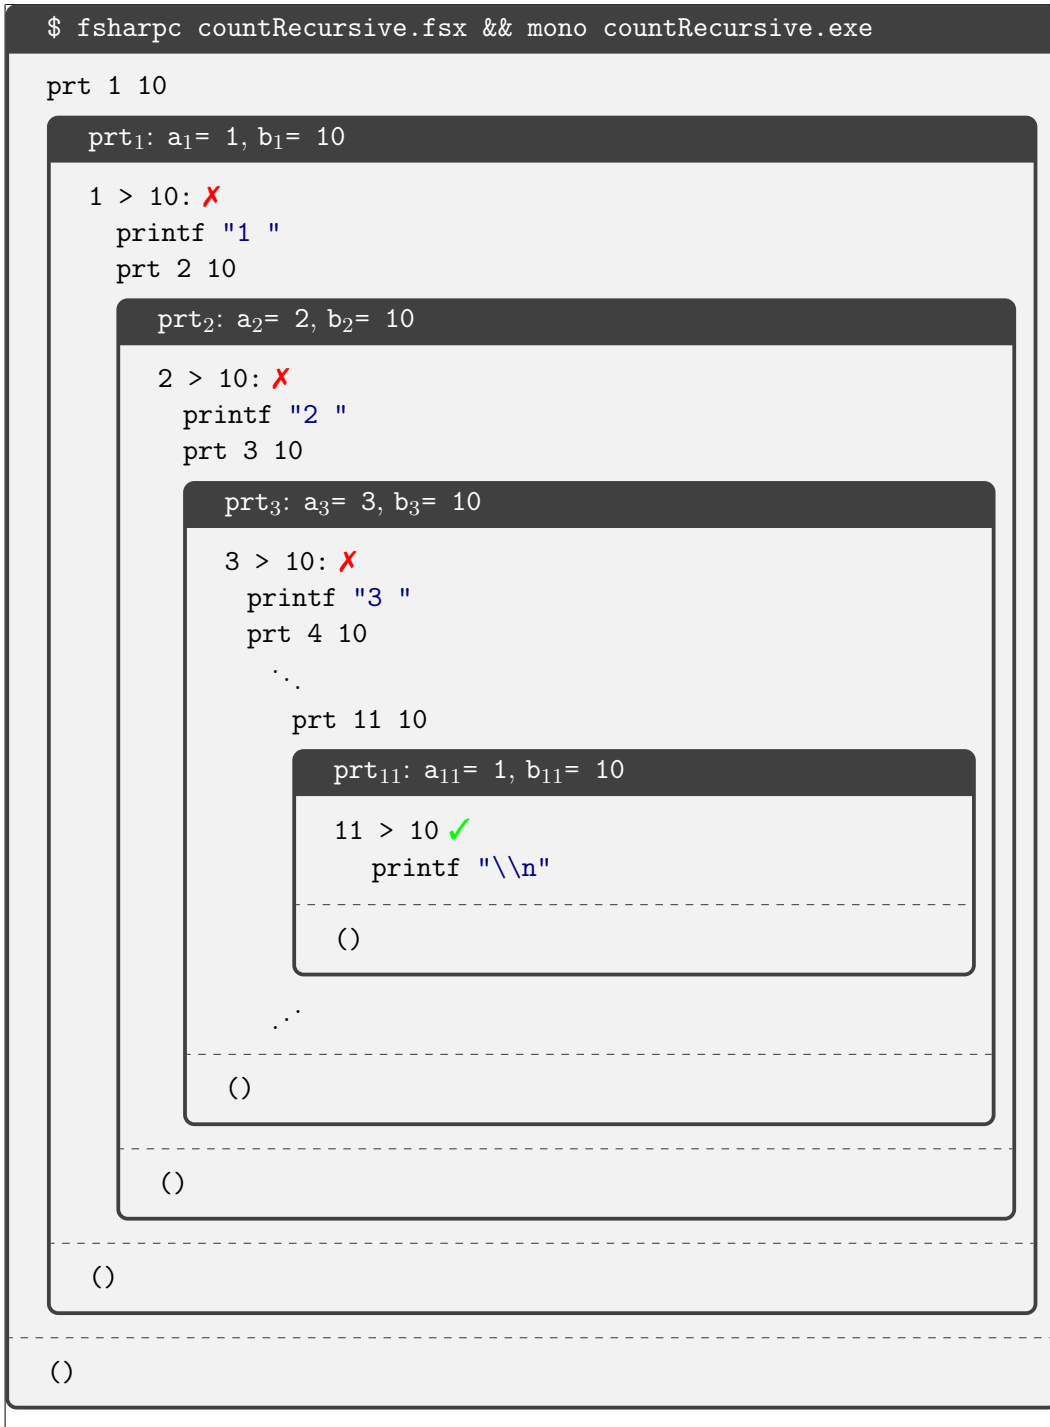 $ fsharpc countRecursive.fsx && mono countRecursive.exe
prt 1 10
prt₁: a₁= 1, b₁= 10
1 > 10: ✗
printf "1 "
prt 2 10
prt₂: a₂= 2, b₂= 10
2 > 10: ✗
printf "2 "
prt 3 10
prt₃: a₃= 3, b₃= 10
3 > 10: ✗
printf "3 "
prt 4 10
⋱
prt 11 10
prt₁₁: a₁₁= 1, b₁₁= 10
11 > 10 ✓
printf "\\n"
()
⋰
()
()
()
()